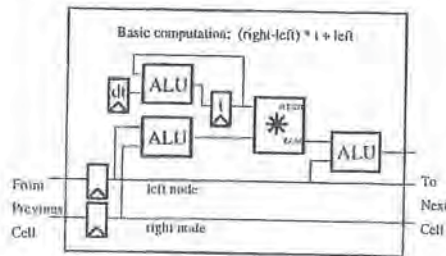 Basic computation: (right-left) * t + left
dt
ALU
t
ALU
ALU
From
left node
To
Previous
Next
Cell
right node
Cell